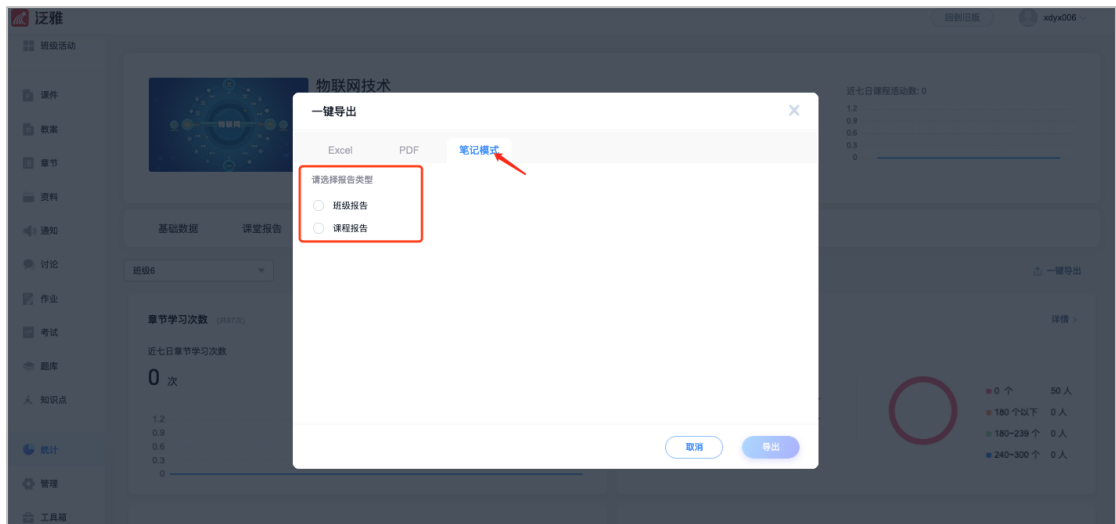 泛雅
回到旧版
xdyx006
班级活动
课件
教案
章节
资料
通知
讨论
作业
考试
题库
知识点
统计
管理
工具箱
物联网
物联网技术
近七日课程活动数: 0
1.2
0.9
0.6
0.3
0
基础数据
课堂报告
班级6
一键导出
章节学习次数
近七日章节学习次数
0 次
1.2
0.9
0.6
0.3
0
详情
0 个 50 人
180 个以下 0 人
180~239 个 0 人
240~300 个 0 人
一键导出
Excel PDF 笔记模式
请选择报告类型
班级报告
课程报告
取消 导出